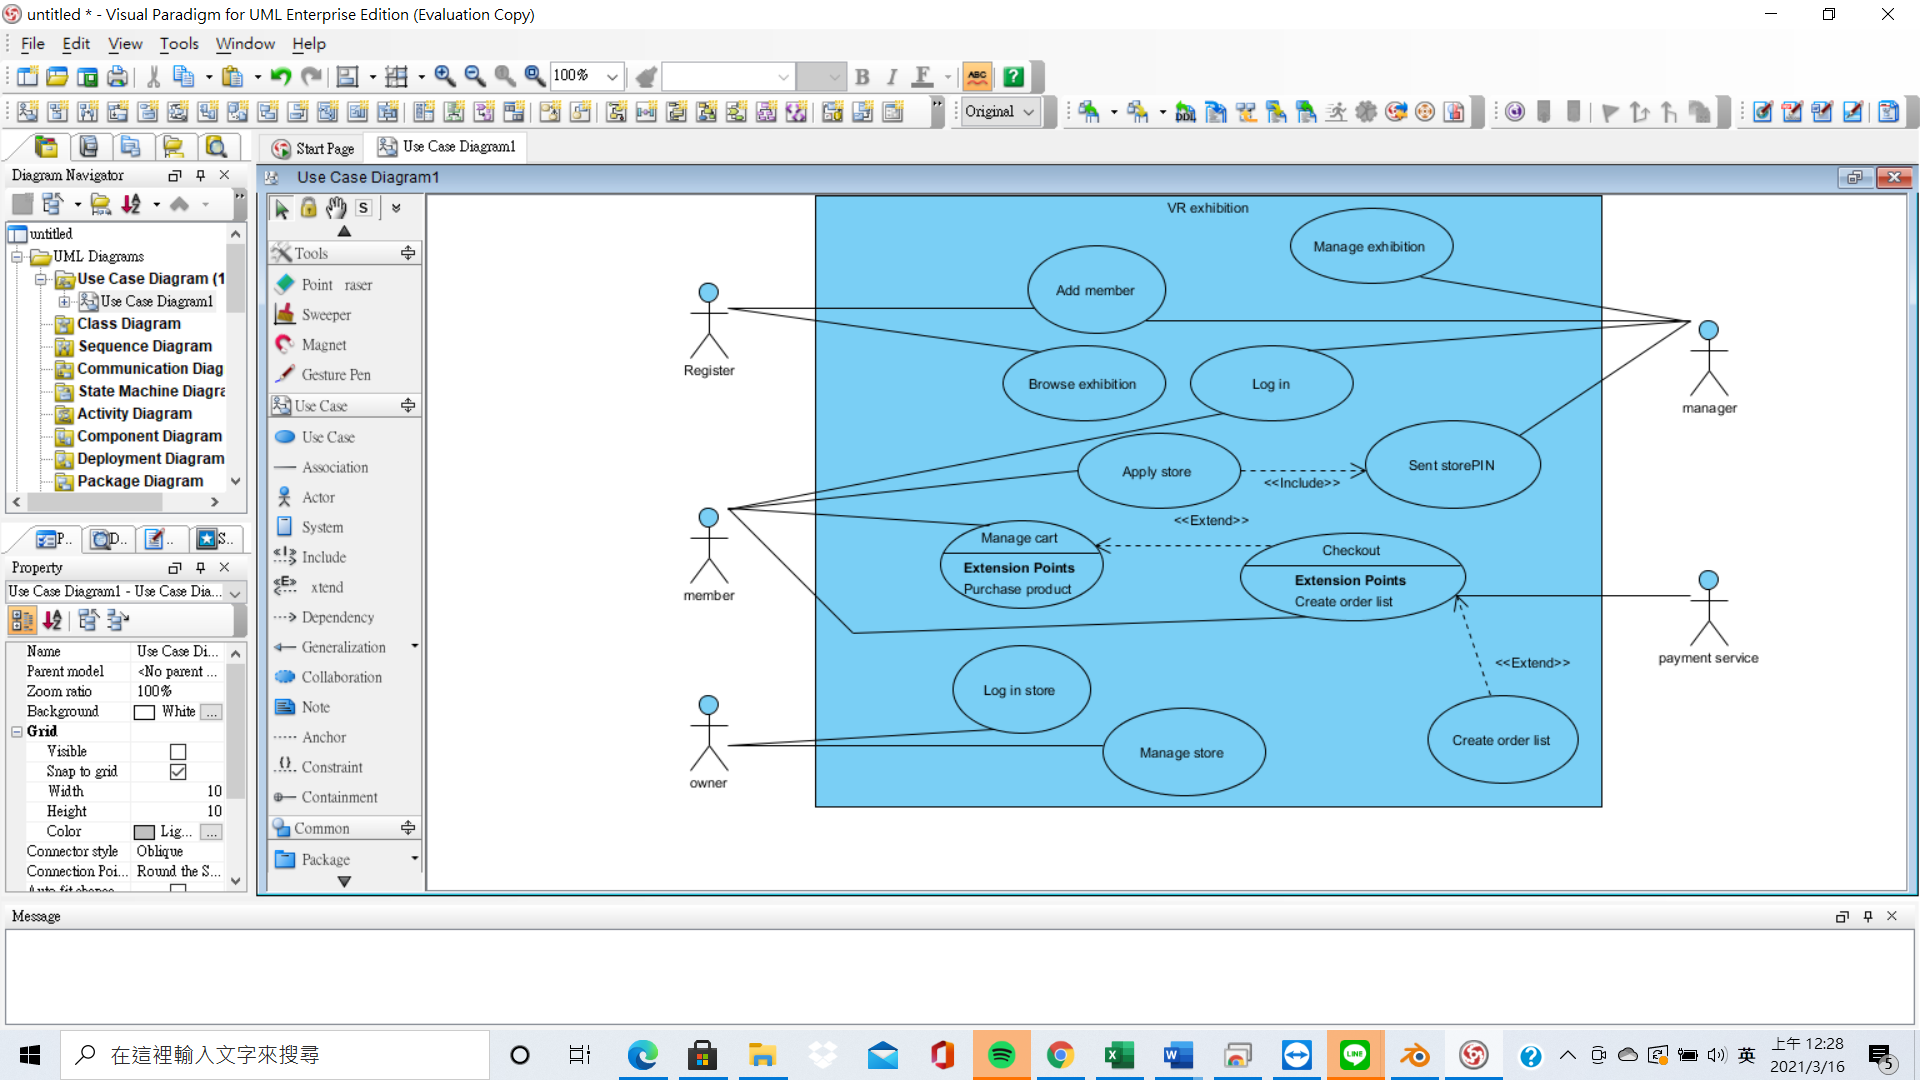 untitled * - Visual Paradigm for UML Enterprise Edition (Evaluation Copy)
File Edit View Tools Window Help
100%
B I F
ABC
?
Original
DDL
Start Page
Use Case Diagram1
Diagram Navigator
Use Case Diagram1
untitled
UML Diagrams
Use Case Diagram (1
Use Case Diagram1
Class Diagram
Sequence Diagram
Communication Diag
State Machine Diagra
Activity Diagram
Component Diagram
Deployment Diagram
Package Diagram
P..
D..
..
S..
Property
Use Case Diagram1 - Use Case Dia...
Name Use Case Di...
Parent model <No parent ...
Zoom ratio 100%
Background White ...
Grid
Visible
Snap to grid
Width 10
Height 10
Color Lig... ...
Connector style Oblique
Connection Poi... Round the S...
S
Tools
Point raser
Sweeper
Magnet
Gesture Pen
Use Case
Use Case
Association
Actor
System
Include
xtend
Dependency
Generalization
Collaboration
Note
Anchor
Constraint
Containment
Common
Package
VR exhibition
Manage exhibition
Add member
Register
Browse exhibition
Log in
manager
Apply store
<<Include>>
Sent storePIN
<<Extend>>
member
Manage cart
Extension Points
Purchase product
Checkout
Extension Points
Create order list
payment service
<<Extend>>
Log in store
owner
Manage store
Create order list
Message
在這裡輸入文字來搜尋
LINE
英
上午 12:28
2021/3/16
5